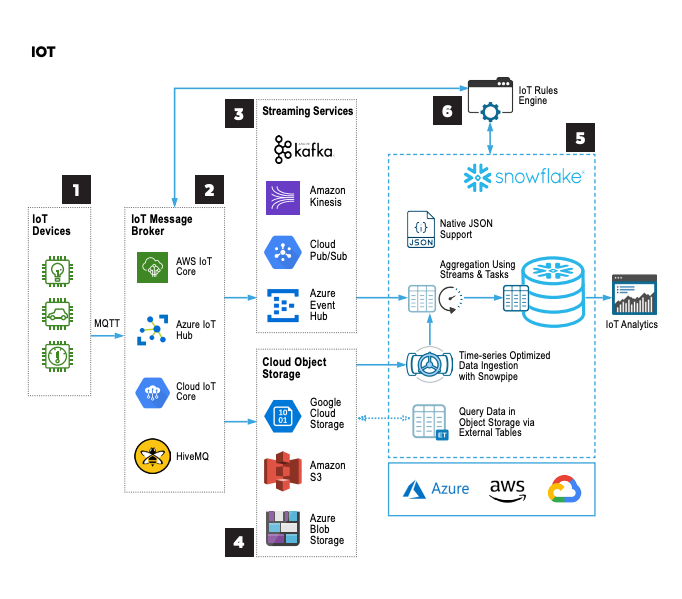 IOT
1
IoT
Devices
MQTT
2
IoT Message
Broker
AWS IoT
Core
Azure IoT
Hub
Cloud IoT
Core
HiveMQ
3
Streaming Services
kafka
Amazon
Kinesis
Cloud
Pub/Sub
Azure
Event
Hub
Cloud Object
Storage
10
01
Google
Cloud
Storage
Amazon
S3
Azure
Blob
Storage
4
6
IoT Rules
Engine
5
snowflake®
{i}
JSON
Native JSON
Support
Aggregation Using
Streams & Tasks
Time-series Optimized
Data Ingestion
with Snowpipe
ET
Query Data in
Object Storage via
External Tables
IoT Analytics
Azure
aws